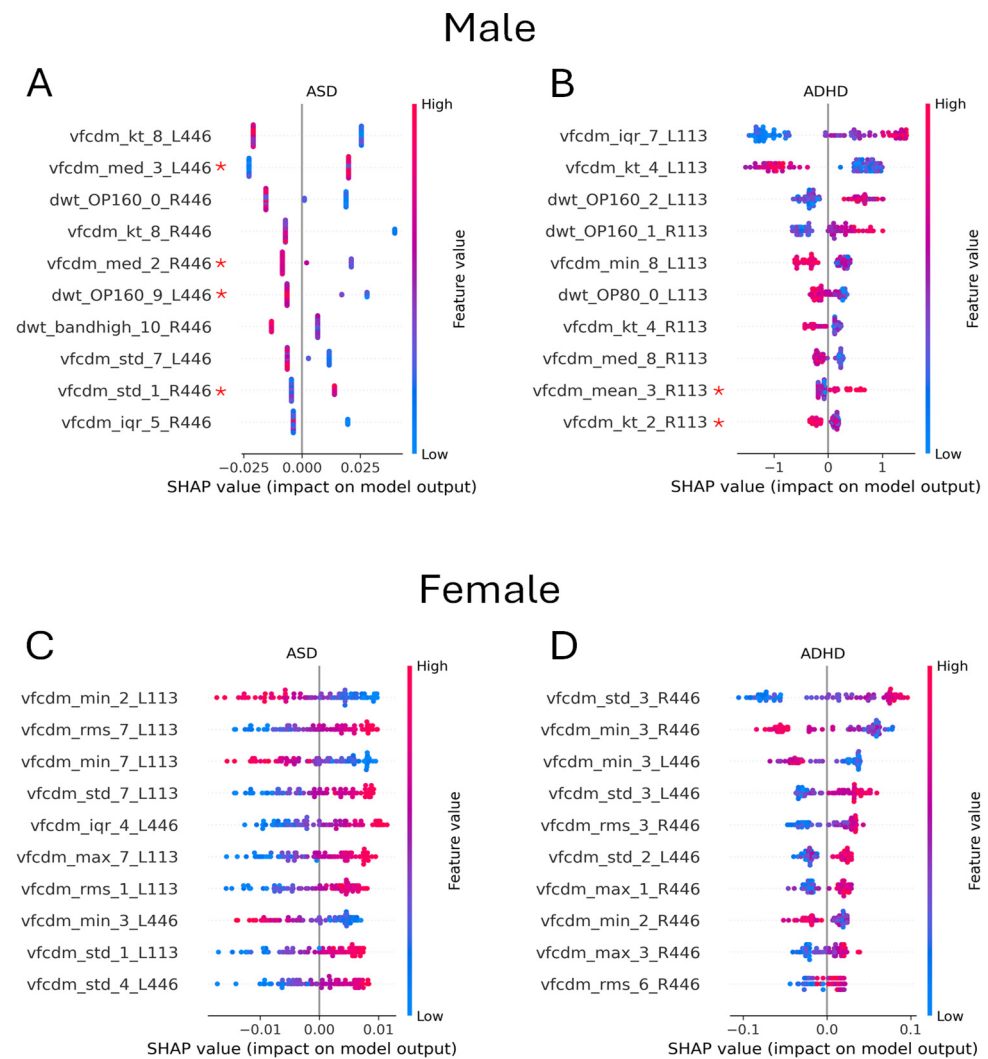 Male
A
ASD
High
vfcdm_kt_8_L446
vfcdm_med_3_L446 *
dwt_OP160_0_R446
vfcdm_kt_8_R446
vfcdm_med_2_R446 *
dwt_OP160_9_L446 *
dwt_bandhigh_10_R446
vfcdm_std_7_L446
vfcdm_std_1_R446 *
vfcdm_iqr_5_R446
Feature value
Low
−0.025 0.000 0.025
SHAP value (impact on model output)
B
ADHD
High
vfcdm_iqr_7_L113
vfcdm_kt_4_L113
dwt_OP160_2_L113
dwt_OP160_1_R113
vfcdm_min_8_L113
dwt_OP80_0_L113
vfcdm_kt_4_R113
vfcdm_med_8_R113
vfcdm_mean_3_R113 *
vfcdm_kt_2_R113 *
Feature value
Low
−1 0 1
SHAP value (impact on model output)
Female
C
ASD
High
vfcdm_min_2_L113
vfcdm_rms_7_L113
vfcdm_min_7_L113
vfcdm_std_7_L113
vfcdm_iqr_4_L446
vfcdm_max_7_L113
vfcdm_rms_1_L113
vfcdm_min_3_L446
vfcdm_std_1_L113
vfcdm_std_4_L446
Feature value
Low
−0.01 0.00 0.01
SHAP value (impact on model output)
D
ADHD
High
vfcdm_std_3_R446
vfcdm_min_3_R446
vfcdm_min_3_L446
vfcdm_std_3_L446
vfcdm_rms_3_R446
vfcdm_std_2_L446
vfcdm_max_1_R446
vfcdm_min_2_R446
vfcdm_max_3_R446
vfcdm_rms_6_R446
Feature value
Low
−0.1 0.0 0.1
SHAP value (impact on model output)